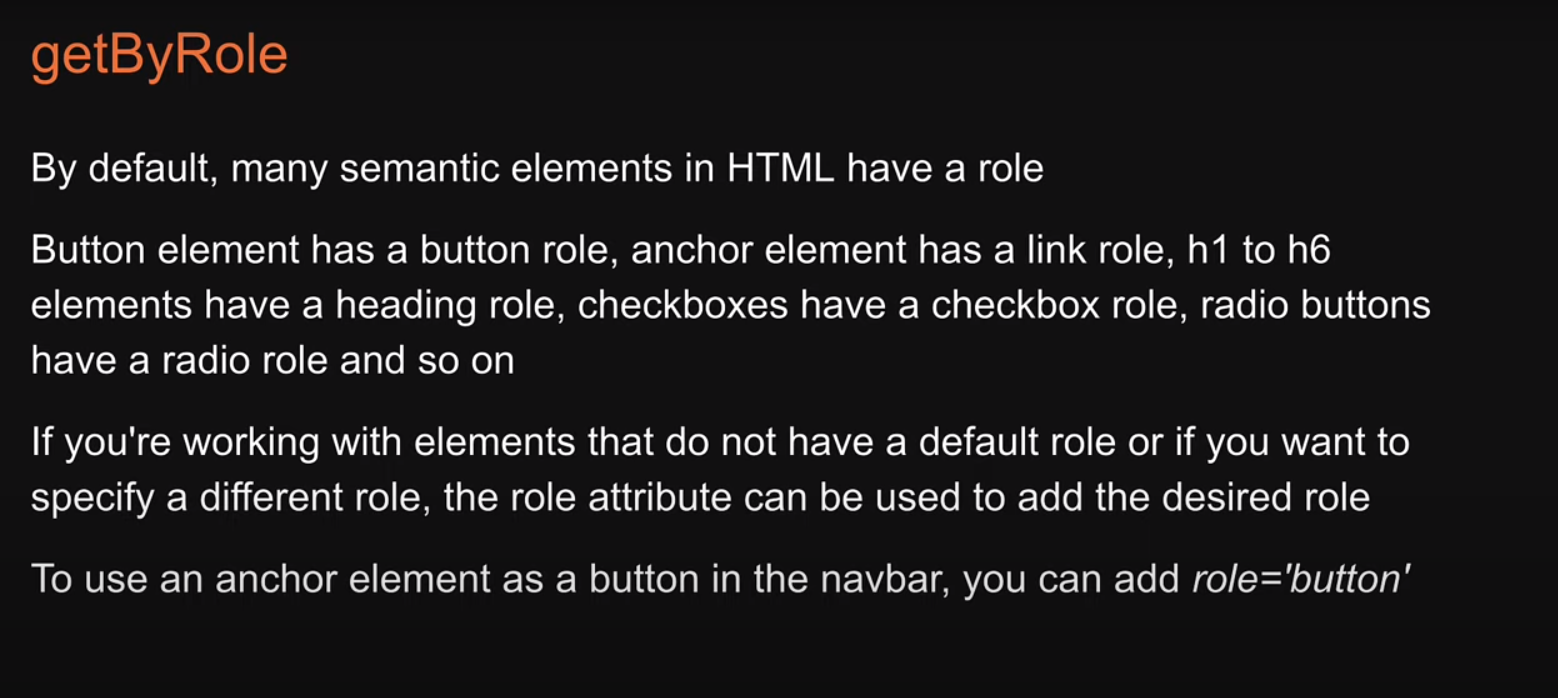 getByRole
By default, many semantic elements in HTML have a role
Button element has a button role, anchor element has a link role, h1 to h6
elements have a heading role, checkboxes have a checkbox role, radio buttons
have a radio role and so on
If you're working with elements that do not have a default role or if you want to
specify a different role, the role attribute can be used to add the desired role
To use an anchor element as a button in the navbar, you can add role='button'